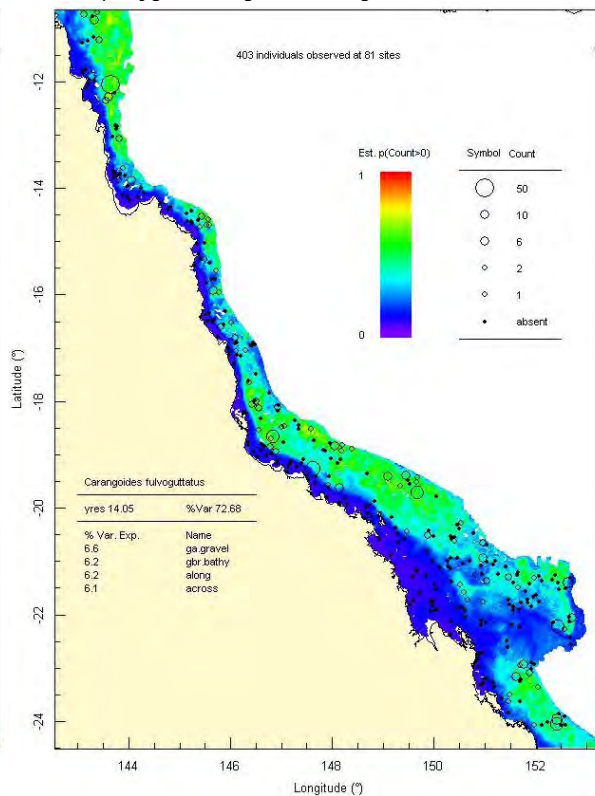 403 individuals observed at 81 sites
Est. p(Count>0)
1
0
Symbol Count
50
10
6
2
1
absent
-12
-14
-16
-18
-20
-22
-24
Latitude (°)
Carangoides fulvoguttatus
yres 14.05 %Var 72.68
% Var. Exp. Name
6.6 ga.gravel
6.2 gbr.bathy
6.2 along
6.1 across
144 146 148 150 152
Longitude (°)